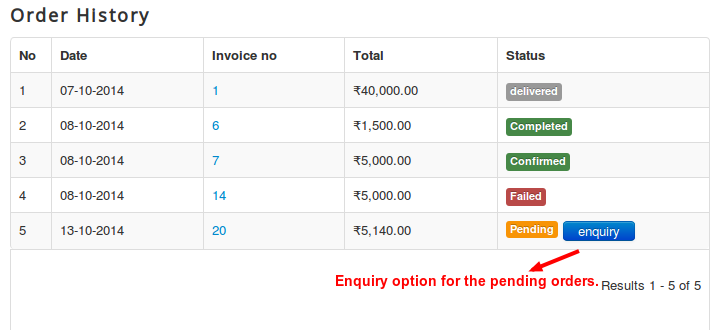 Order History
No Date Invoice no Total Status
1 07-10-2014 1 ₹40,000.00 delivered
2 08-10-2014 6 ₹1,500.00 Completed
3 08-10-2014 7 ₹5,000.00 Confirmed
4 08-10-2014 14 ₹5,000.00 Failed
5 13-10-2014 20 ₹5,140.00 Pending enquiry
Enquiry option for the pending orders. Results 1 - 5 of 5